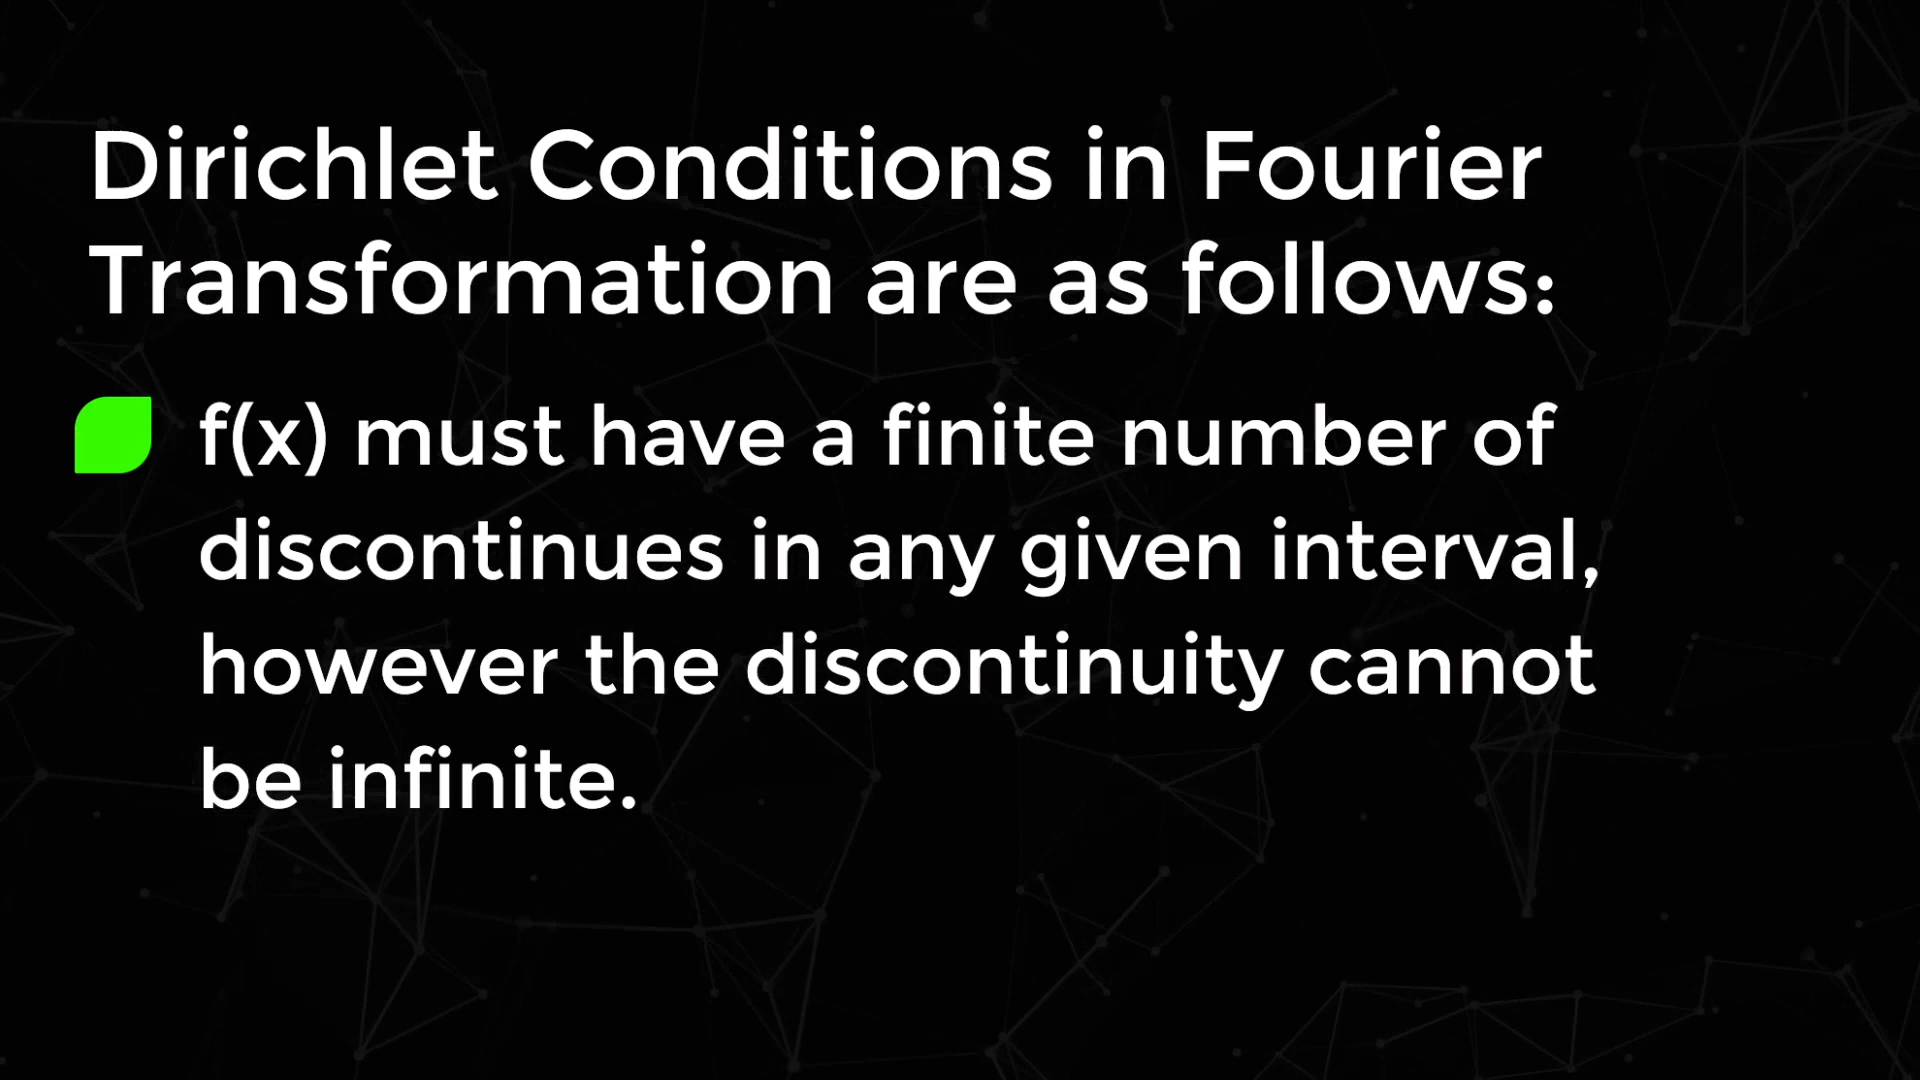 Dirichlet Conditions in Fourier
Transformation are as follows:
f(x) must have a finite number of
discontinues in any given interval,
however the discontinuity cannot
be infinite.